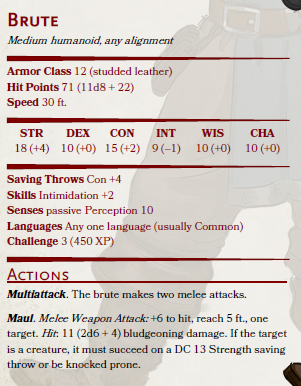 BRUTE
Medium humanoid, any alignment
Armor Class 12 (studded leather)
Hit Points 71 (11d8 + 22)
Speed 30 ft.
STR DEX CON INT WIS CHA
18 (+4) 10 (+0) 15 (+2) 9 (−1) 10 (+0) 10 (+0)
Saving Throws Con +4
Skills Intimidation +2
Senses passive Perception 10
Languages Any one language (usually Common)
Challenge 3 (450 XP)
ACTIONS
Multiattack. The brute makes two melee attacks.
Maul. Melee Weapon Attack: +6 to hit, reach 5 ft., one
target. Hit: 11 (2d6 + 4) bludgeoning damage. If the target
is a creature, it must succeed on a DC 13 Strength saving
throw or be knocked prone.